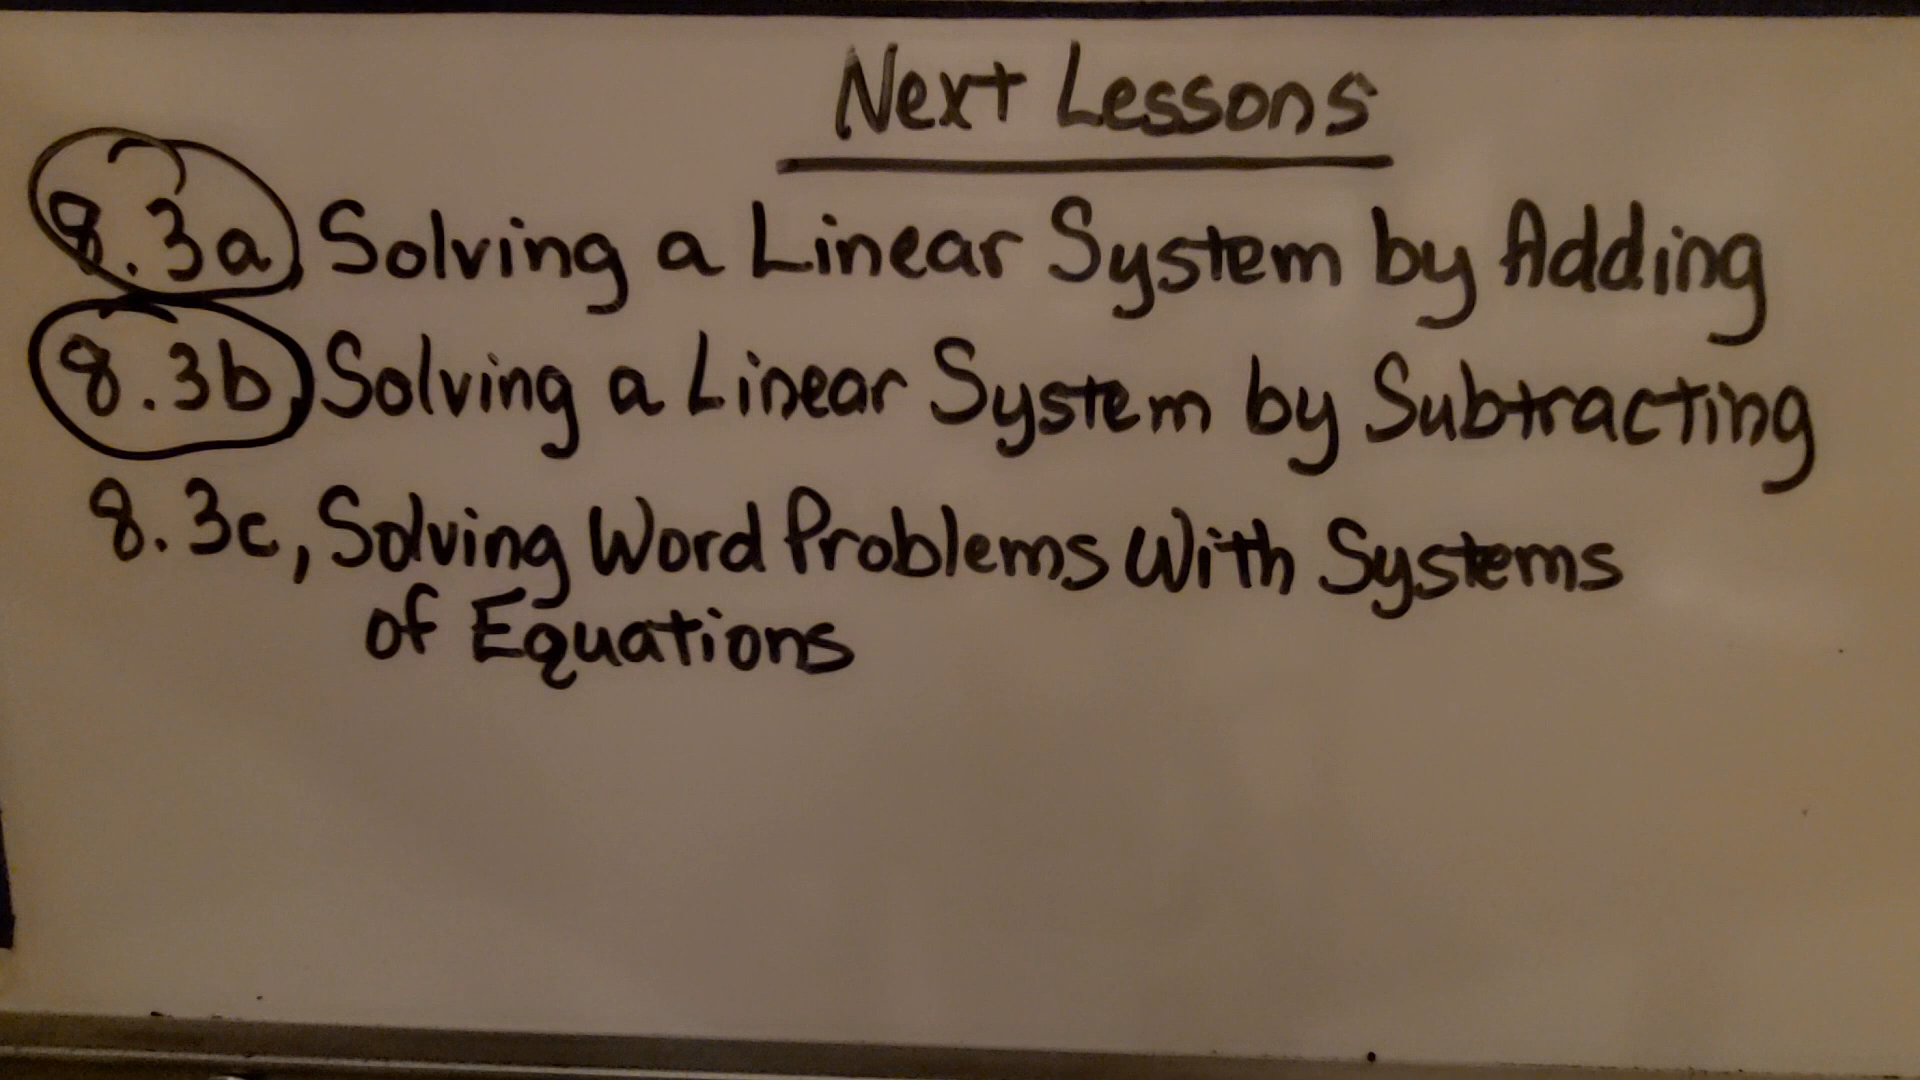 Next Lessons
8.3a, Solving a Linear System by Adding
8.3b, Solving a Linear System by Subtracting
8.3c, Solving Word Problems With Systems
of Equations